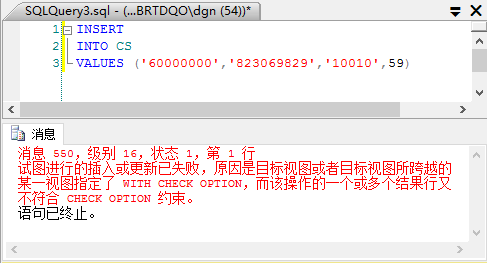 SQLQuery3.sql - (...BRTDQO\dgn (54))*
1 INSERT
2 INTO CS
3 VALUES ('60000000','823069829','10010',59)
消息
消息 550，级别 16，状态 1，第 1 行
试图进行的插入或更新已失败，原因是目标视图或者目标视图所跨越的
某一视图指定了 WITH CHECK OPTION，而该操作的一个或多个结果行又
不符合 CHECK OPTION 约束。
语句已终止。